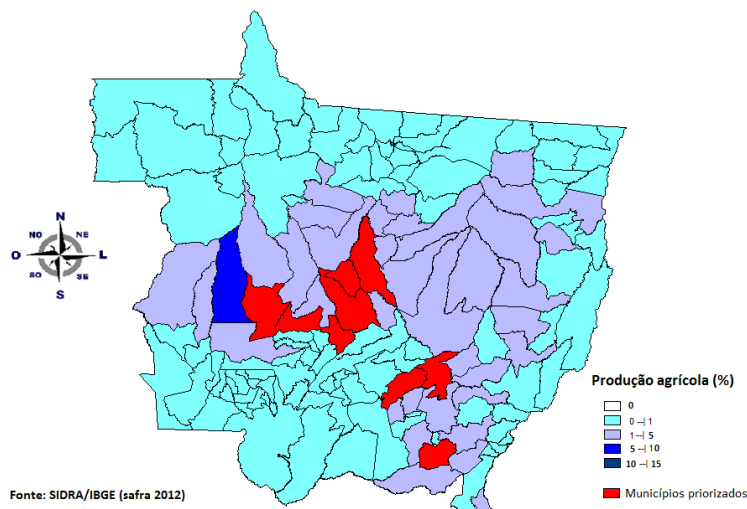 N
NO NE
O L
SO SE
S
Produção agrícola (%)
0
0 --| 1
1 --| 5
5 --| 10
10 --| 15
Municípios priorizados
Fonte: SIDRA/IBGE (safra 2012)